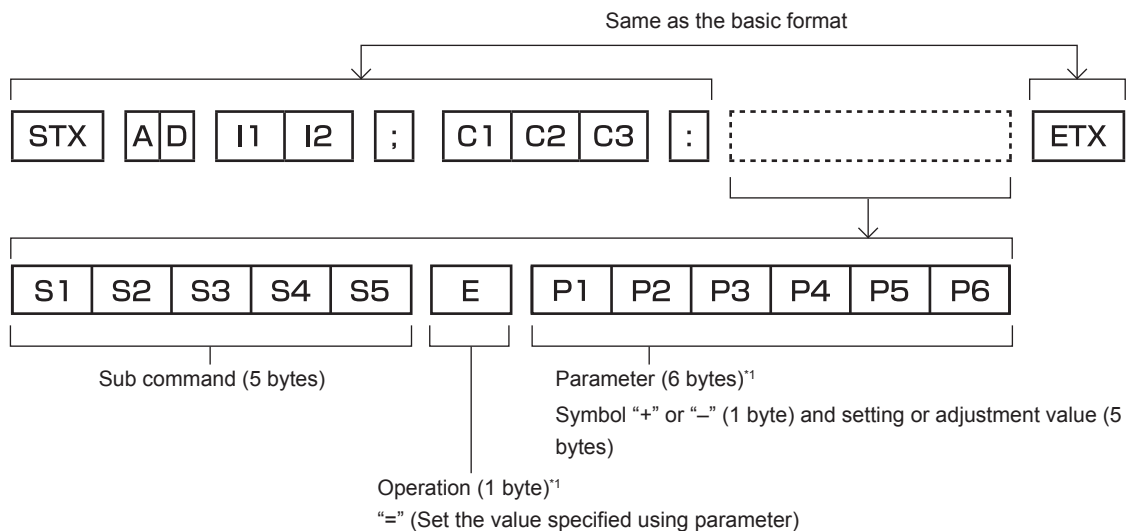 Same as the basic format
STX A D I1 I2 ; C1 C2 C3 : ETX
S1 S2 S3 S4 S5 E P1 P2 P3 P4 P5 P6
Sub command (5 bytes)
Parameter (6 bytes)*1
Symbol “+” or “–” (1 byte) and setting or adjustment value (5
bytes)
Operation (1 byte)*1
“=” (Set the value specified using parameter)